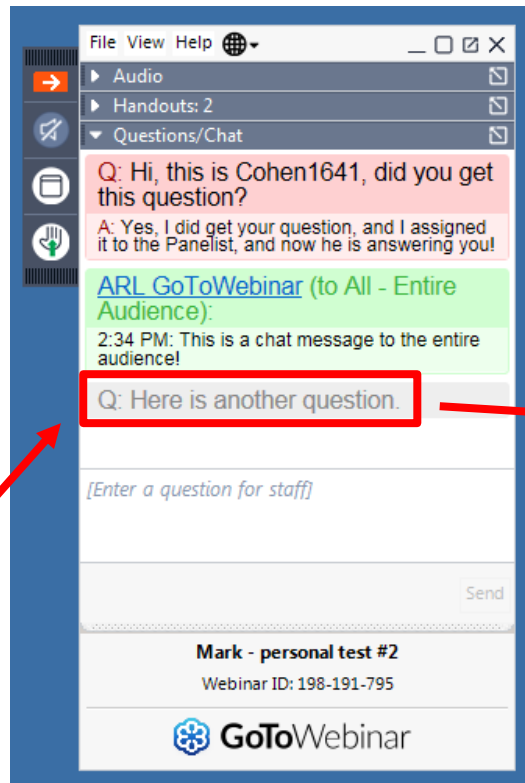 File View Help
Audio
Handouts: 2
Questions/Chat
Q: Hi, this is Cohen1641, did you get
this question?
A: Yes, I did get your question, and I assigned
it to the Panelist, and now he is answering you!
ARL GoToWebinar (to All - Entire
Audience):
2:34 PM: This is a chat message to the entire
audience!
Q: Here is another question.
[Enter a question for staff]
Send
Mark - personal test #2
Webinar ID: 198-191-795
GoToWebinar